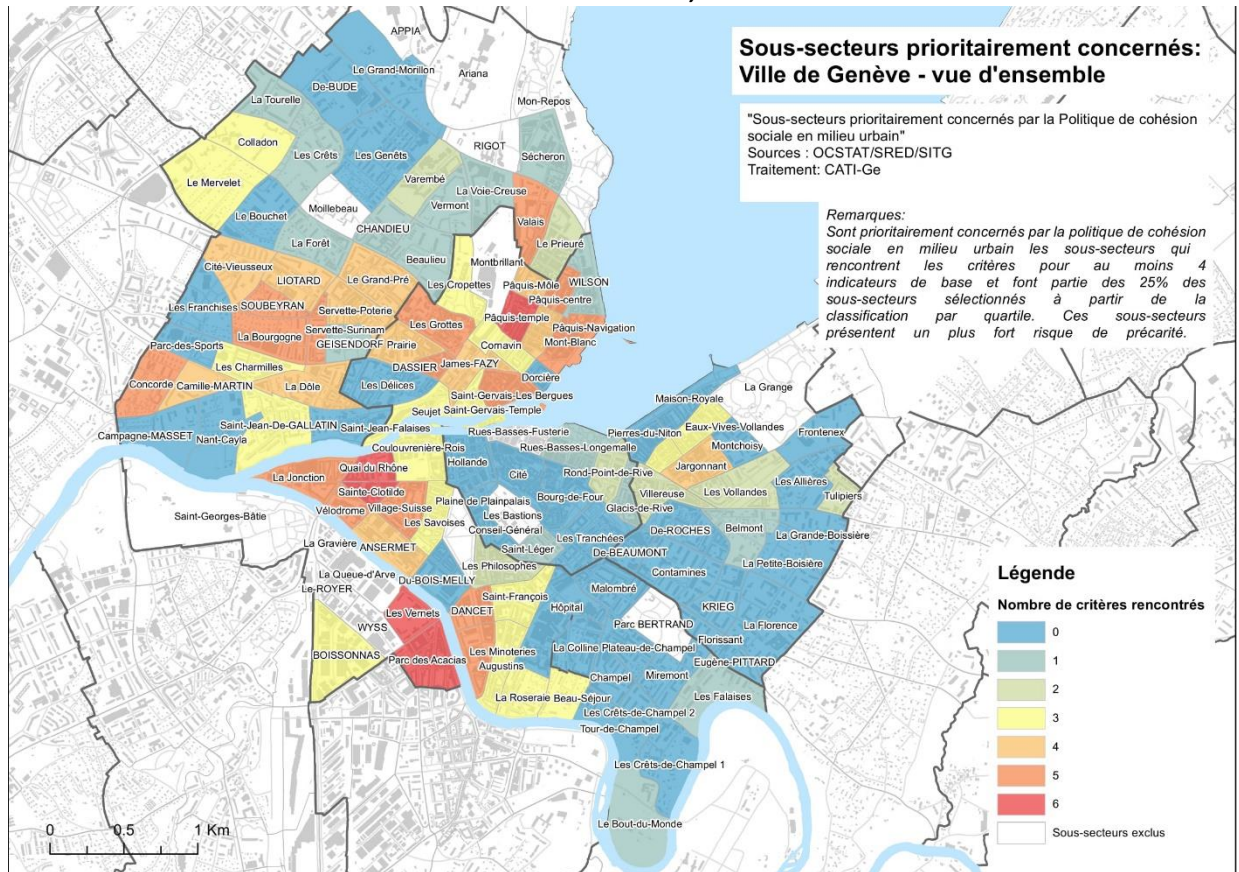 Sous-secteurs prioritairement concernés:
Ville de Genève - vue d'ensemble
"Sous-secteurs prioritairement concernés par la Politique de cohésion
sociale en milieu urbain"
Sources : OCSTAT/SRED/SITG
Traitement: CATI-Ge
Remarques:
Sont prioritairement concernés par la politique de cohésion
sociale en milieu urbain les sous-secteurs qui
rencontrent les critères pour au moins 4
indicateurs de base et font partie des 25% des
sous-secteurs sélectionnés à partir de la
classification par quartile. Ces sous-secteurs
présentent un plus fort risque de précarité.
APPIA
Le Grand-Morillon
Ariana
De-BUDE
La Tourelle
Mon-Repos
Colladon
Les Crêts
Les Genêts
RIGOT
Sécheron
Le Mervelet
Varembé
La Voie-Creuse
Moillebeau
Vermont
Le Bouchet
Valais
CHANDIEU
La Forêt
Le Prieuré
Beaulieu
Montbrillant
Cité-Vieusseux
LIOTARD
Le Grand-Pré
Les Cropettes
Pâquis-Môle
WILSON
Pâquis-centre
Les Franchises
SOUBEYRAN
Servette-Poterie
Pâquis-temple
Les Grottes
Servette-Surinam
Pâquis-Navigation
La Bourgogne
GEISENDORF
Prairie
Cornavin
Mont-Blanc
Parc-des-Sports
Les Charmilles
DASSIER
James-FAZY
Dorcière
Concorde
Camille-MARTIN
La Dôle
Les Délices
Saint-Gervais-Les Bergues
Seujet
Saint-Gervais-Temple
Saint-Jean-De-GALLATIN
Saint-Jean-Falaises
Campagne-MASSET
Nant-Cayla
Rues-Basses-Fusterie
Rues-Basses-Longemalle
Coulouvrenière-Rois
Hollande
La Grange
Maison-Royale
Pierres-du-Niton
Eaux-Vives-Vollandes
Frontenex
Montchoisy
Quai du Rhône
La Jonction
Cité
Rond-Point-de-Rive
Jargonnant
Sainte-Clotilde
Les Allières
Villereuse
Les Vollandes
Tulipiers
Plaine de Plainpalais
Bourg-de-Four
Vélodrome
Village-Suisse
Glacis-de-Rive
Saint-Georges-Bâtie
Les Bastions
Les Savoises
Conseil-Général
De-ROCHES
Belmont
La Grande-Boissière
La Gravière
ANSERMET
Les Tranchées
Saint-Léger
De-BEAUMONT
La Petite-Boisière
Les Philosophes
La Queue-d'Arve
Du-BOIS-MELLY
Contamines
Le-ROYER
Malombré
Saint-François
Les Vernets
DANCET
Hôpital
KRIEG
WYSS
Parc BERTRAND
La Florence
BOISSONNAS
Florissant
Les Minoteries
La Colline
Plateau-de-Champel
Parc des Acacias
Augustins
Eugène-PITTARD
Miremont
Champel
La Roseraie
Beau-Séjour
Les Falaises
Les Crêts-de-Champel 2
Tour-de-Champel
Les Crêts-de-Champel 1
Le Bout-du-Monde
Légende
Nombre de critères rencontrés
0
1
2
3
4
5
6
Sous-secteurs exclus
0
0.5
1 Km